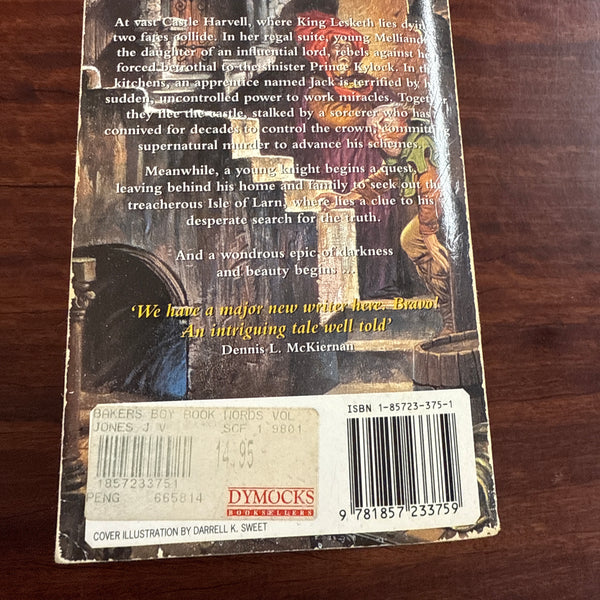 At vast Castle Harvell, where King Lesketh lies dying,
two fates collide. In her regal suite, young Melliandra,
the daughter of an influential lord, rebels against her
forced betrothal to the sinister Prince Kylock. In the
kitchens, an apprentice named Jack is terrified by his
sudden, uncontrolled power to work miracles. Together
they flee the castle, stalked by a sorcerer who has
connived for decades to control the crown, committing
supernatural murder to advance his schemes.
Meanwhile, a young knight begins a quest,
leaving behind his home and family to seek out the
treacherous Isle of Larn, where lies a clue to his
desperate search for the truth.
And a wondrous epic of darkness
and beauty begins ...
'We have a major new writer here. Bravo!
An intriguing tale well told'
Dennis L. McKiernan
BAKERS BOY BOOK WORDS VOL
JONES J V SCF 1 9801
14.95
1857233751
PENG 665814
DYMOCKS
BOOKSELLERS
ISBN 1-85723-375-1
9 781857 233759
COVER ILLUSTRATION BY DARRELL K. SWEET